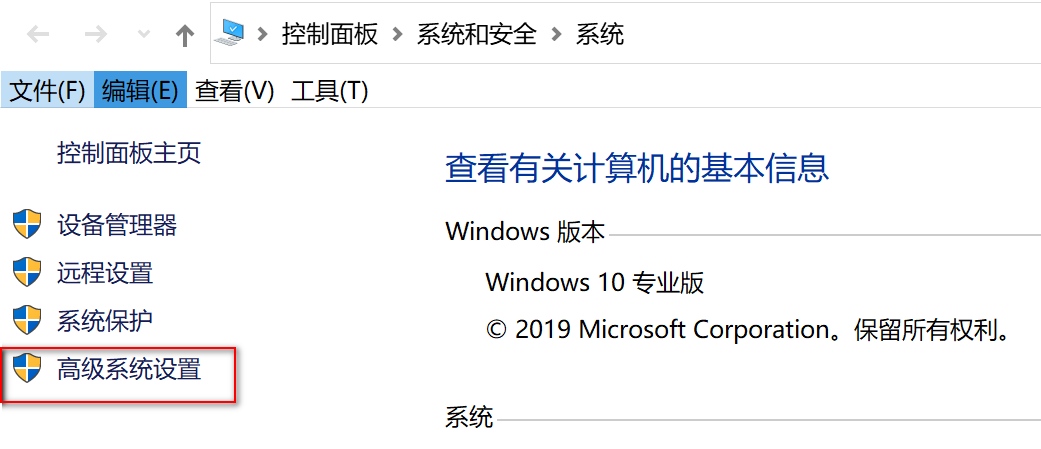 控制面板 系统和安全 系统
文件(F) 编辑(E) 查看(V) 工具(T)
控制面板主页
设备管理器
远程设置
系统保护
高级系统设置
查看有关计算机的基本信息
Windows 版本
Windows 10 专业版
© 2019 Microsoft Corporation。保留所有权利。
系统